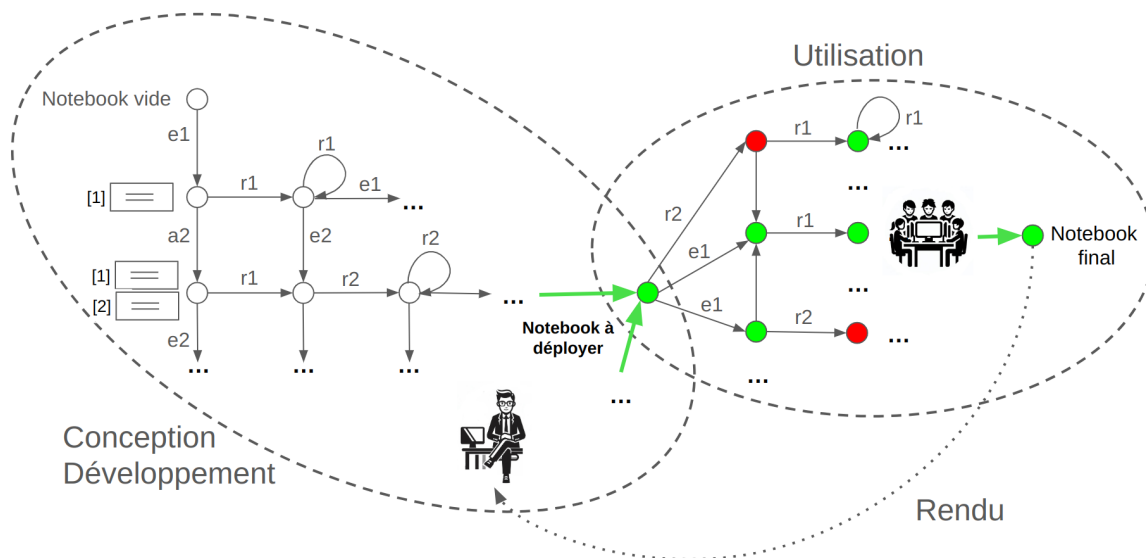 Utilisation
Notebook vide
e1
r1
r1
r1
...
[1]
r1
e1
...
...
a2
e2
r2
r2
e1
r1
Notebook
final
[1]
[2]
r1
r2
...
e1
...
Notebook à
déployer
r2
...
e2
...
...
...
...
...
Conception
Développement
Rendu